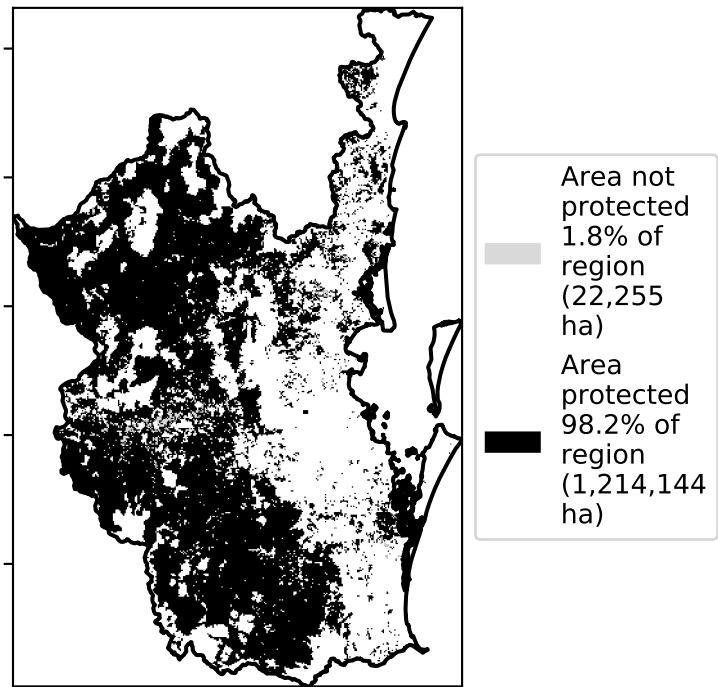 Area not
protected
1.8% of
region
(22,255
ha)
Area
protected
98.2% of
region
(1,214,144
ha)